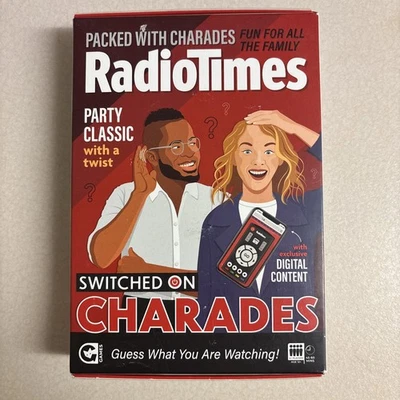 PACKED WITH CHARADES
FUN FOR ALL
THE FAMILY
RadioTimes
PARTY
CLASSIC
with a
twist
with
exclusive
DIGITAL
CONTENT
SWITCHED ON
CHARADES
GAMES
Guess What You Are Watching!